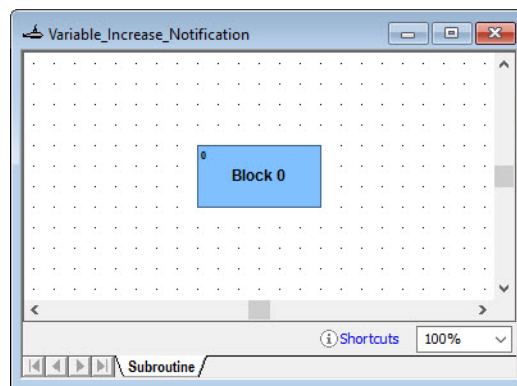 Variable_Increase_Notification
0
Block 0
Shortcuts 100%
Subroutine